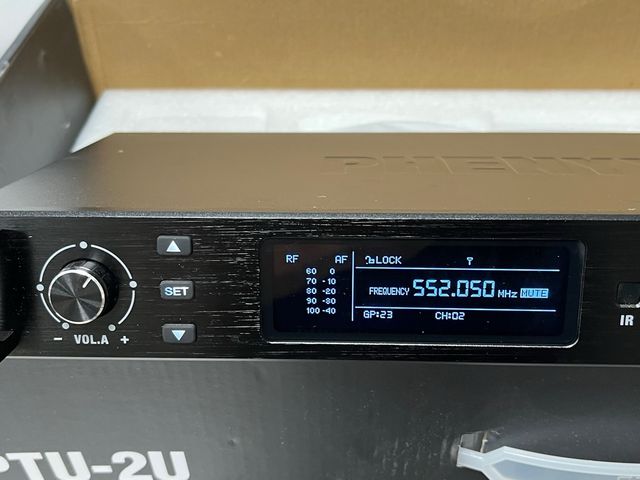 PHENYX
RF AF LOCK
60 0
70 -10
80 -20
90 -30
100 -40
FREQUENCY 552.050 MHz MUTE
GP:23 CH:02
SET
- VOL.A +
IR
PTU-2U